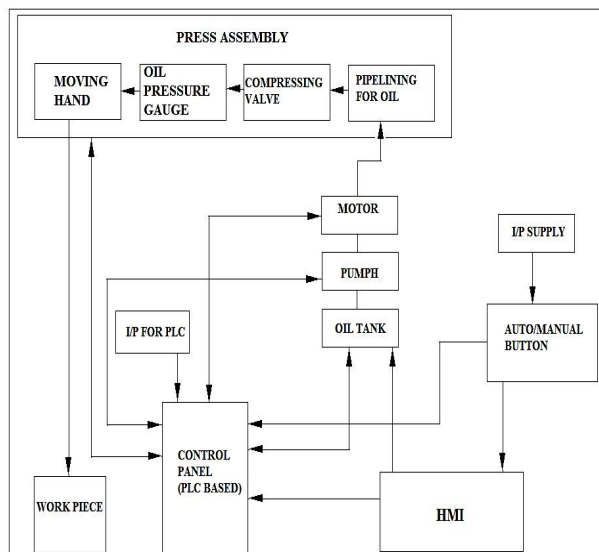 PRESS ASSEMBLY
MOVING
HAND
OIL
PRESSURE
GAUGE
COMPRESSING
VALVE
PIPELINING
FOR OIL
MOTOR
I/P SUPPLY
PUMPH
I/P FOR PLC
OIL TANK
AUTO/MANUAL
BUTTON
CONTROL
PANEL
(PLC BASED)
WORK PIECE
HMI